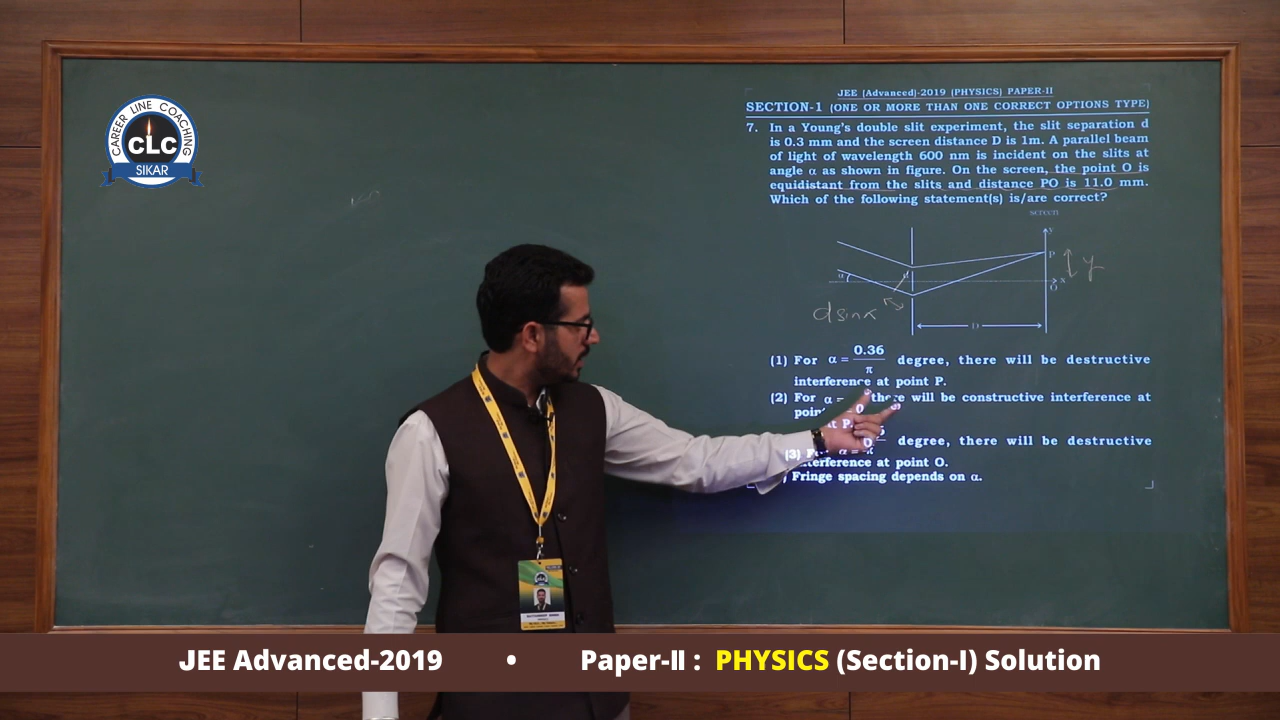 CAREER LINE COACHING
CLC
SIKAR
JEE (Advanced)-2019 (PHYSICS) PAPER-II
SECTION-1 (ONE OR MORE THAN ONE CORRECT OPTIONS TYPE)
7. In a Young's double slit experiment, the slit separation d
is 0.3 mm and the screen distance D is 1m. A parallel beam
of light of wavelength 600 nm is incident on the slits at
angle α as shown in figure. On the screen, the point O is
equidistant from the slits and distance PO is 11.0 mm.
Which of the following statement(s) is/are correct?
screen
y
P
y
α
x
O
d sin α
D
(1) For α = 0.36/π degree, there will be destructive
interference at point P.
(2) For α = there will be constructive interference at
at P.
(3) α = degree, there will be destructive
interference at point O.
Fringe spacing depends on α.
JEE Advanced-2019 • Paper-II : PHYSICS (Section-I) Solution